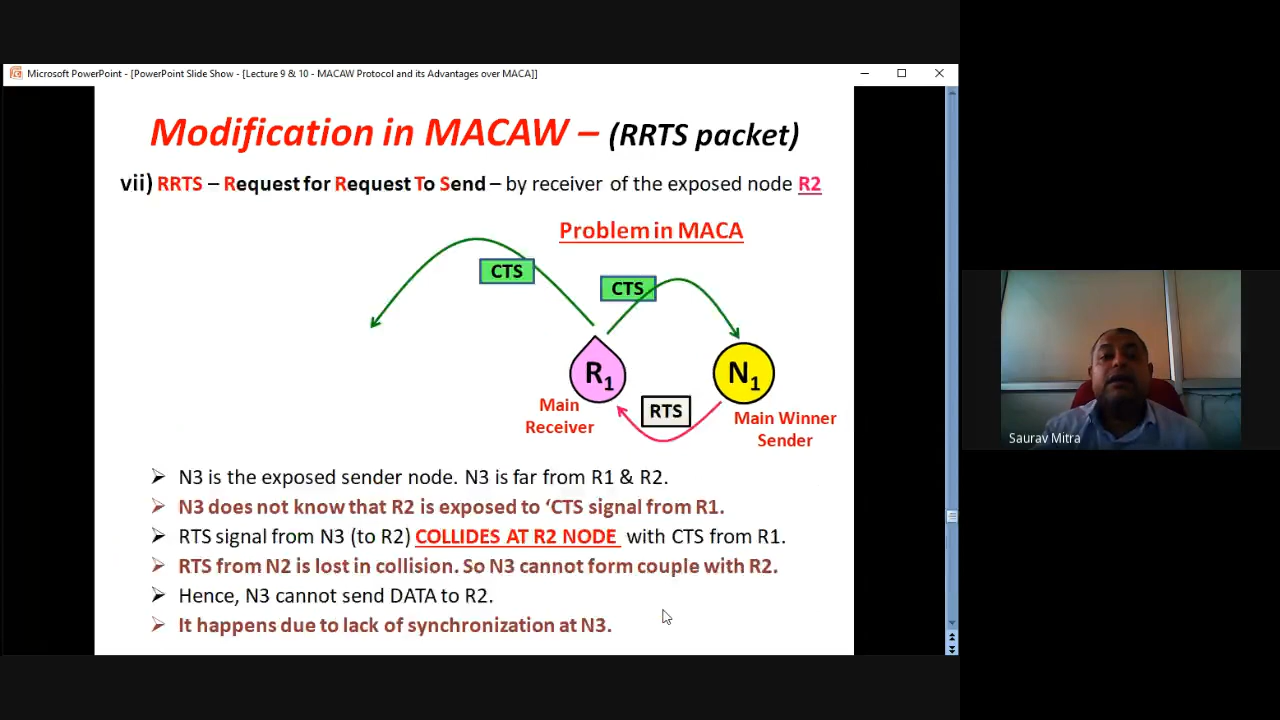 Microsoft PowerPoint - [PowerPoint Slide Show - [Lecture 9 & 10 - MACAW Protocol and its Advantages over MACA]]
Modification in MACAW – (RRTS packet)
vii) RRTS – Request for Request To Send – by receiver of the exposed node R2
Problem in MACA
CTS
CTS
R1
N1
Main
Receiver
RTS
Main Winner
Sender
Saurav Mitra
➢ N3 is the exposed sender node. N3 is far from R1 & R2.
➢ N3 does not know that R2 is exposed to ‘CTS signal from R1.
➢ RTS signal from N3 (to R2) COLLIDES AT R2 NODE with CTS from R1.
➢ RTS from N2 is lost in collision. So N3 cannot form couple with R2.
➢ Hence, N3 cannot send DATA to R2.
➢ It happens due to lack of synchronization at N3.